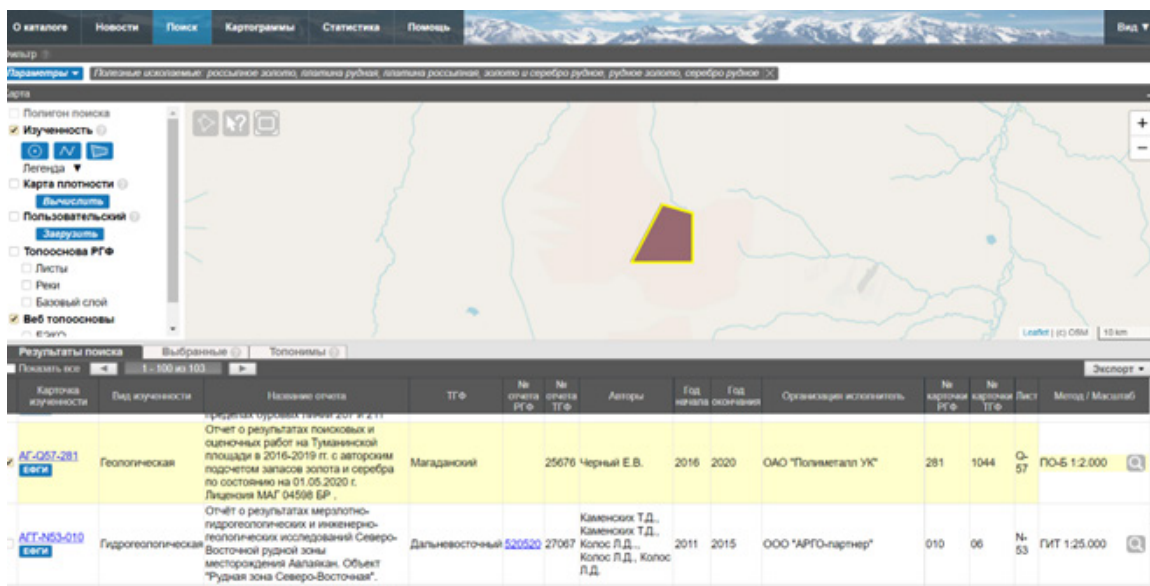 О каталоге Новости Поиск Картограммы Статистика Помощь Вид ▼
Параметры ▼ Полезные ископаемые: россыпное золото, платина рудная, платина россыпная, золото и серебро рудное, рудное золото, серебро рудное
Полигон поиска
Изученность
Легенда ▼
Карта плотности
Вычислить
Пользовательский
Загрузить
Топооснова РГФ
Листы
Реки
Базовый слой
Веб топоосновы
+
−
Leaflet | (c) OSM 10 km
Результаты поиска Выбранные Топонимы
Показать все 1 - 100 из 103 Экспорт
Карточка изученности Вид изученности Название отчета ТГФ № отчета РГФ № отчета ТГФ Авторы Год начала Год окончания Организация исполнитель № карточки РГФ № карточки ТГФ Лист Метод / Масштаб
Отчет о результатах поисковых и
оценочных работ на Туманинской
площади в 2016-2019 гг. с авторским
подсчетом запасов золота и серебра
по состоянию на 01.05.2020 г.
Лицензия МАГ 04598 БР .
АГ-Q57-281
ЕФГИ
Геологическая Магаданский 25676 Черный Е.В. 2016 2020 ОАО "Полиметалл УК" 281 1044 Q-57 ПО-Б 1:2.000
Отчёт о результатах мерзлотно-
гидрогеологических и инженерно-
геологических исследований Северо-
Восточной рудной зоны
месторождения Авлаякан. Объект
"Рудная зона Северо-Восточная".
АГГ-N53-010
ЕФГИ
Гидрогеологическая Дальневосточный 520520 27067
Каменских Т.Д.,
Каменских Т.Д.,
Колос Л.Д.,
Колос Л.Д., Колос
Л.Д.
2011 2015 ООО "АРГО-партнер" 010 06 N-53 ГИТ 1:25.000